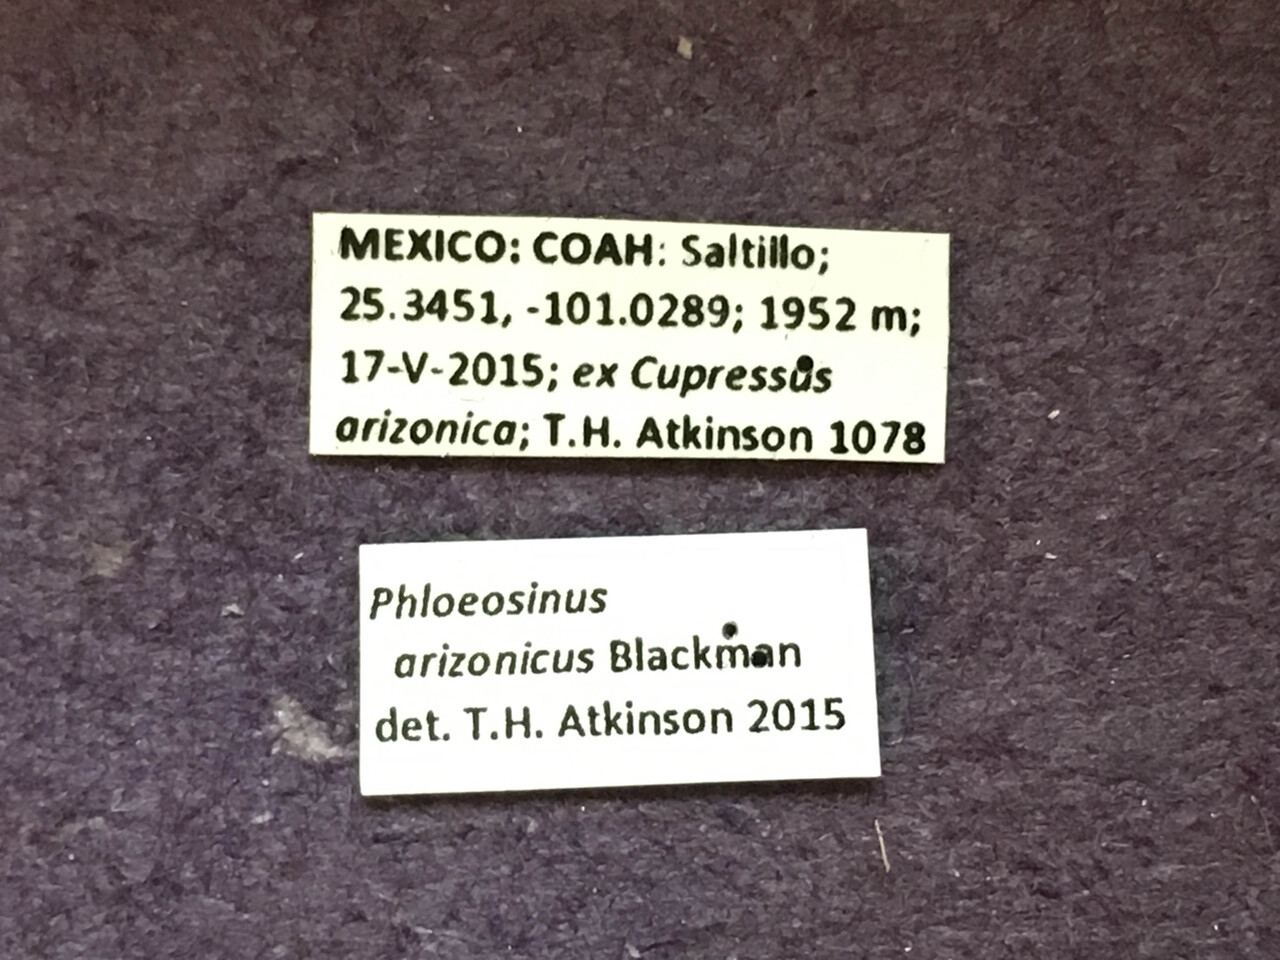 MEXICO: COAH: Saltillo;
25.3451, -101.0289; 1952 m;
17-V-2015; ex Cupressus
arizonica; T.H. Atkinson 1078
Phloeosinus
arizonicus Blackman
det. T.H. Atkinson 2015